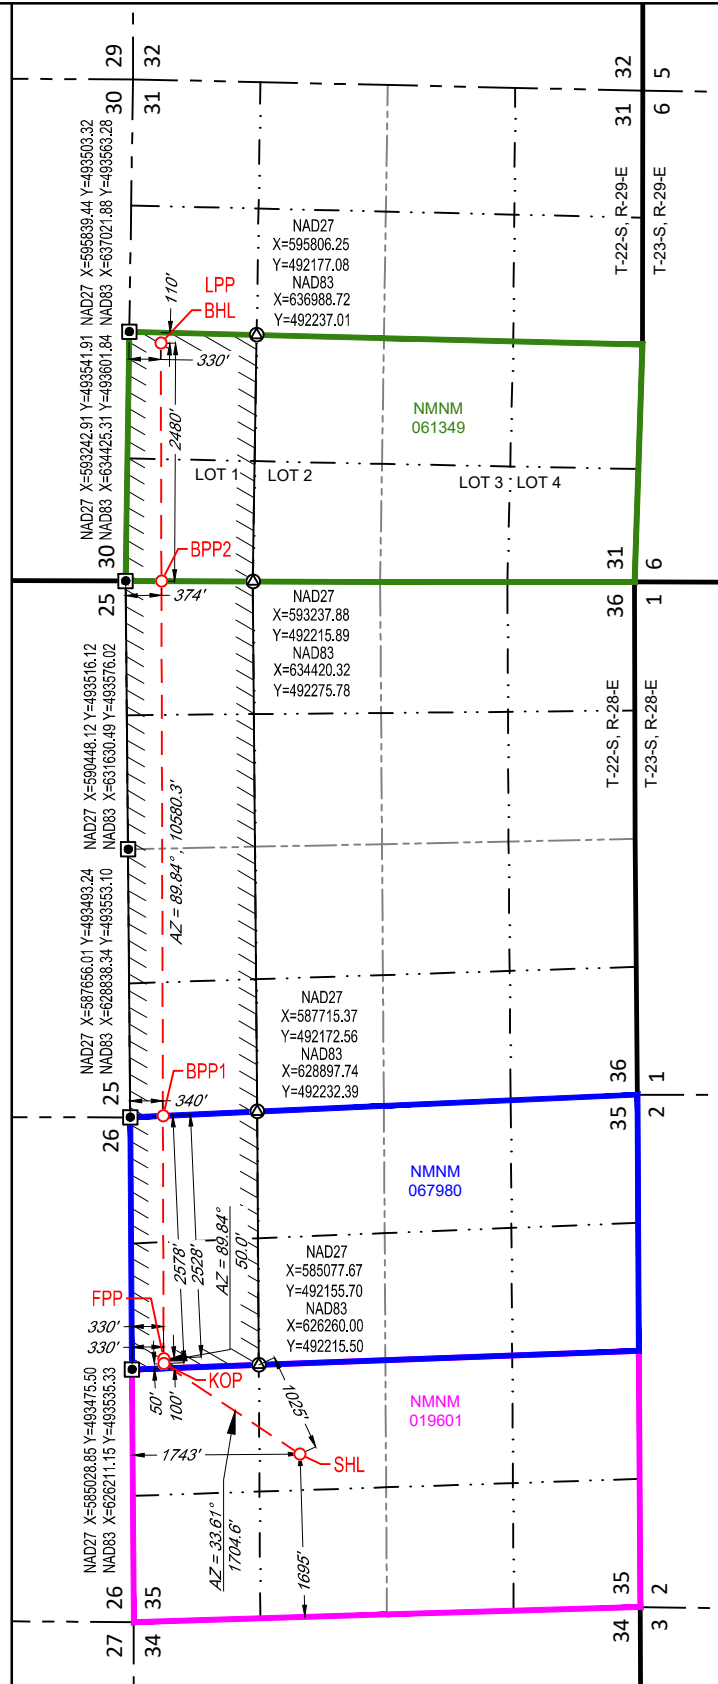 29
32
30
31
32
5
31
6
T-22-S, R-29-E
T-23-S, R-29-E
NAD27 X=595839.44 Y=493503.32
NAD83 X=637021.88 Y=493563.28
NAD27
X=595806.25
Y=492177.08
NAD83
X=636988.72
Y=492237.01
LPP
BHL
110'
330'
2480'
NMNM
061349
NAD27 X=593242.91 Y=493541.91
NAD83 X=634425.31 Y=493601.84
LOT 1
LOT 2
LOT 3
LOT 4
30
25
BPP2
374'
31
6
36
1
NAD27
X=593237.88
Y=492215.89
NAD83
X=634420.32
Y=492275.78
T-22-S, R-28-E
T-23-S, R-28-E
NAD27 X=590448.12 Y=493516.12
NAD83 X=631630.49 Y=493576.02
AZ = 89.84°, 10580.3'
NAD27 X=587656.01 Y=493493.24
NAD83 X=628838.34 Y=493553.10
NAD27
X=587715.37
Y=492172.56
NAD83
X=628897.74
Y=492232.39
25
26
BPP1
340'
36
1
35
2
NMNM
067980
2578'
2528'
AZ = 89.84°
50.0'
NAD27
X=585077.67
Y=492155.70
NAD83
X=626260.00
Y=492215.50
FPP
330'
330'
KOP
50'
100'
NAD27 X=585028.85 Y=493475.50
NAD83 X=626211.15 Y=493535.33
NMNM
019601
1025'
1743'
SHL
AZ = 33.61°
1704.6'
1695'
26
35
27
34
35
2
34
3